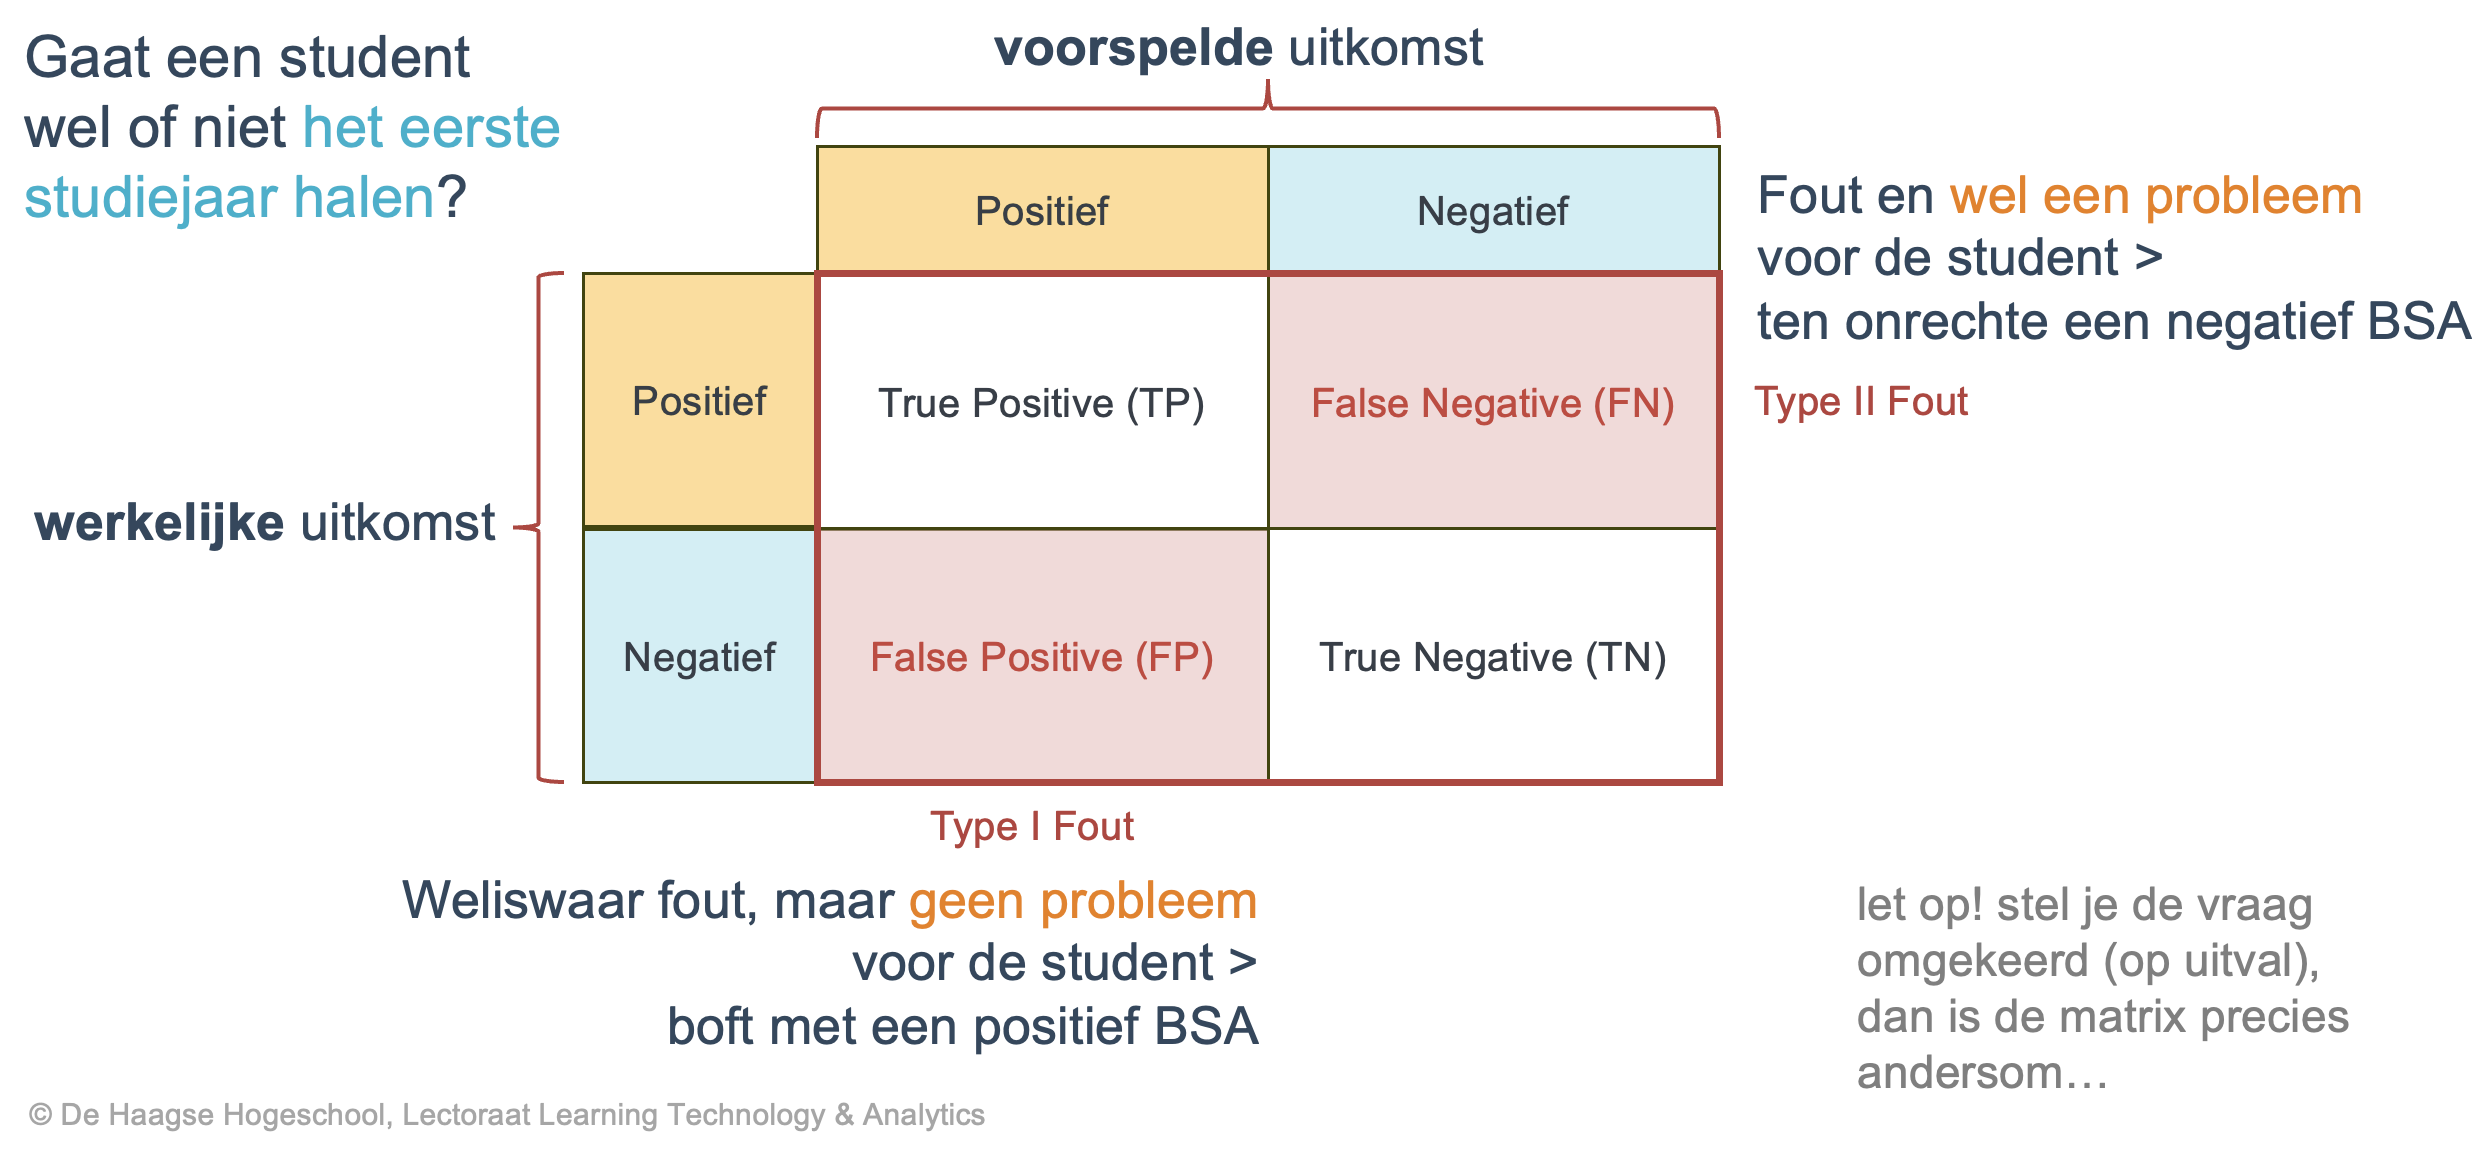 Gaat een student
wel of niet het eerste
studiejaar halen?
voorspelde uitkomst
Positief
Negatief
Fout en wel een probleem
voor de student >
ten onrechte een negatief BSA
Type II Fout
werkelijke uitkomst
Positief
True Positive (TP)
False Negative (FN)
Negatief
False Positive (FP)
True Negative (TN)
Type I Fout
Weliswaar fout, maar geen probleem
voor de student >
boft met een positief BSA
let op! stel je de vraag
omgekeerd (op uitval),
dan is de matrix precies
andersom…
© De Haagse Hogeschool, Lectoraat Learning Technology & Analytics